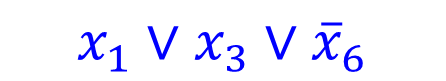 x₁ ∨ x₃ ∨ x̄₆